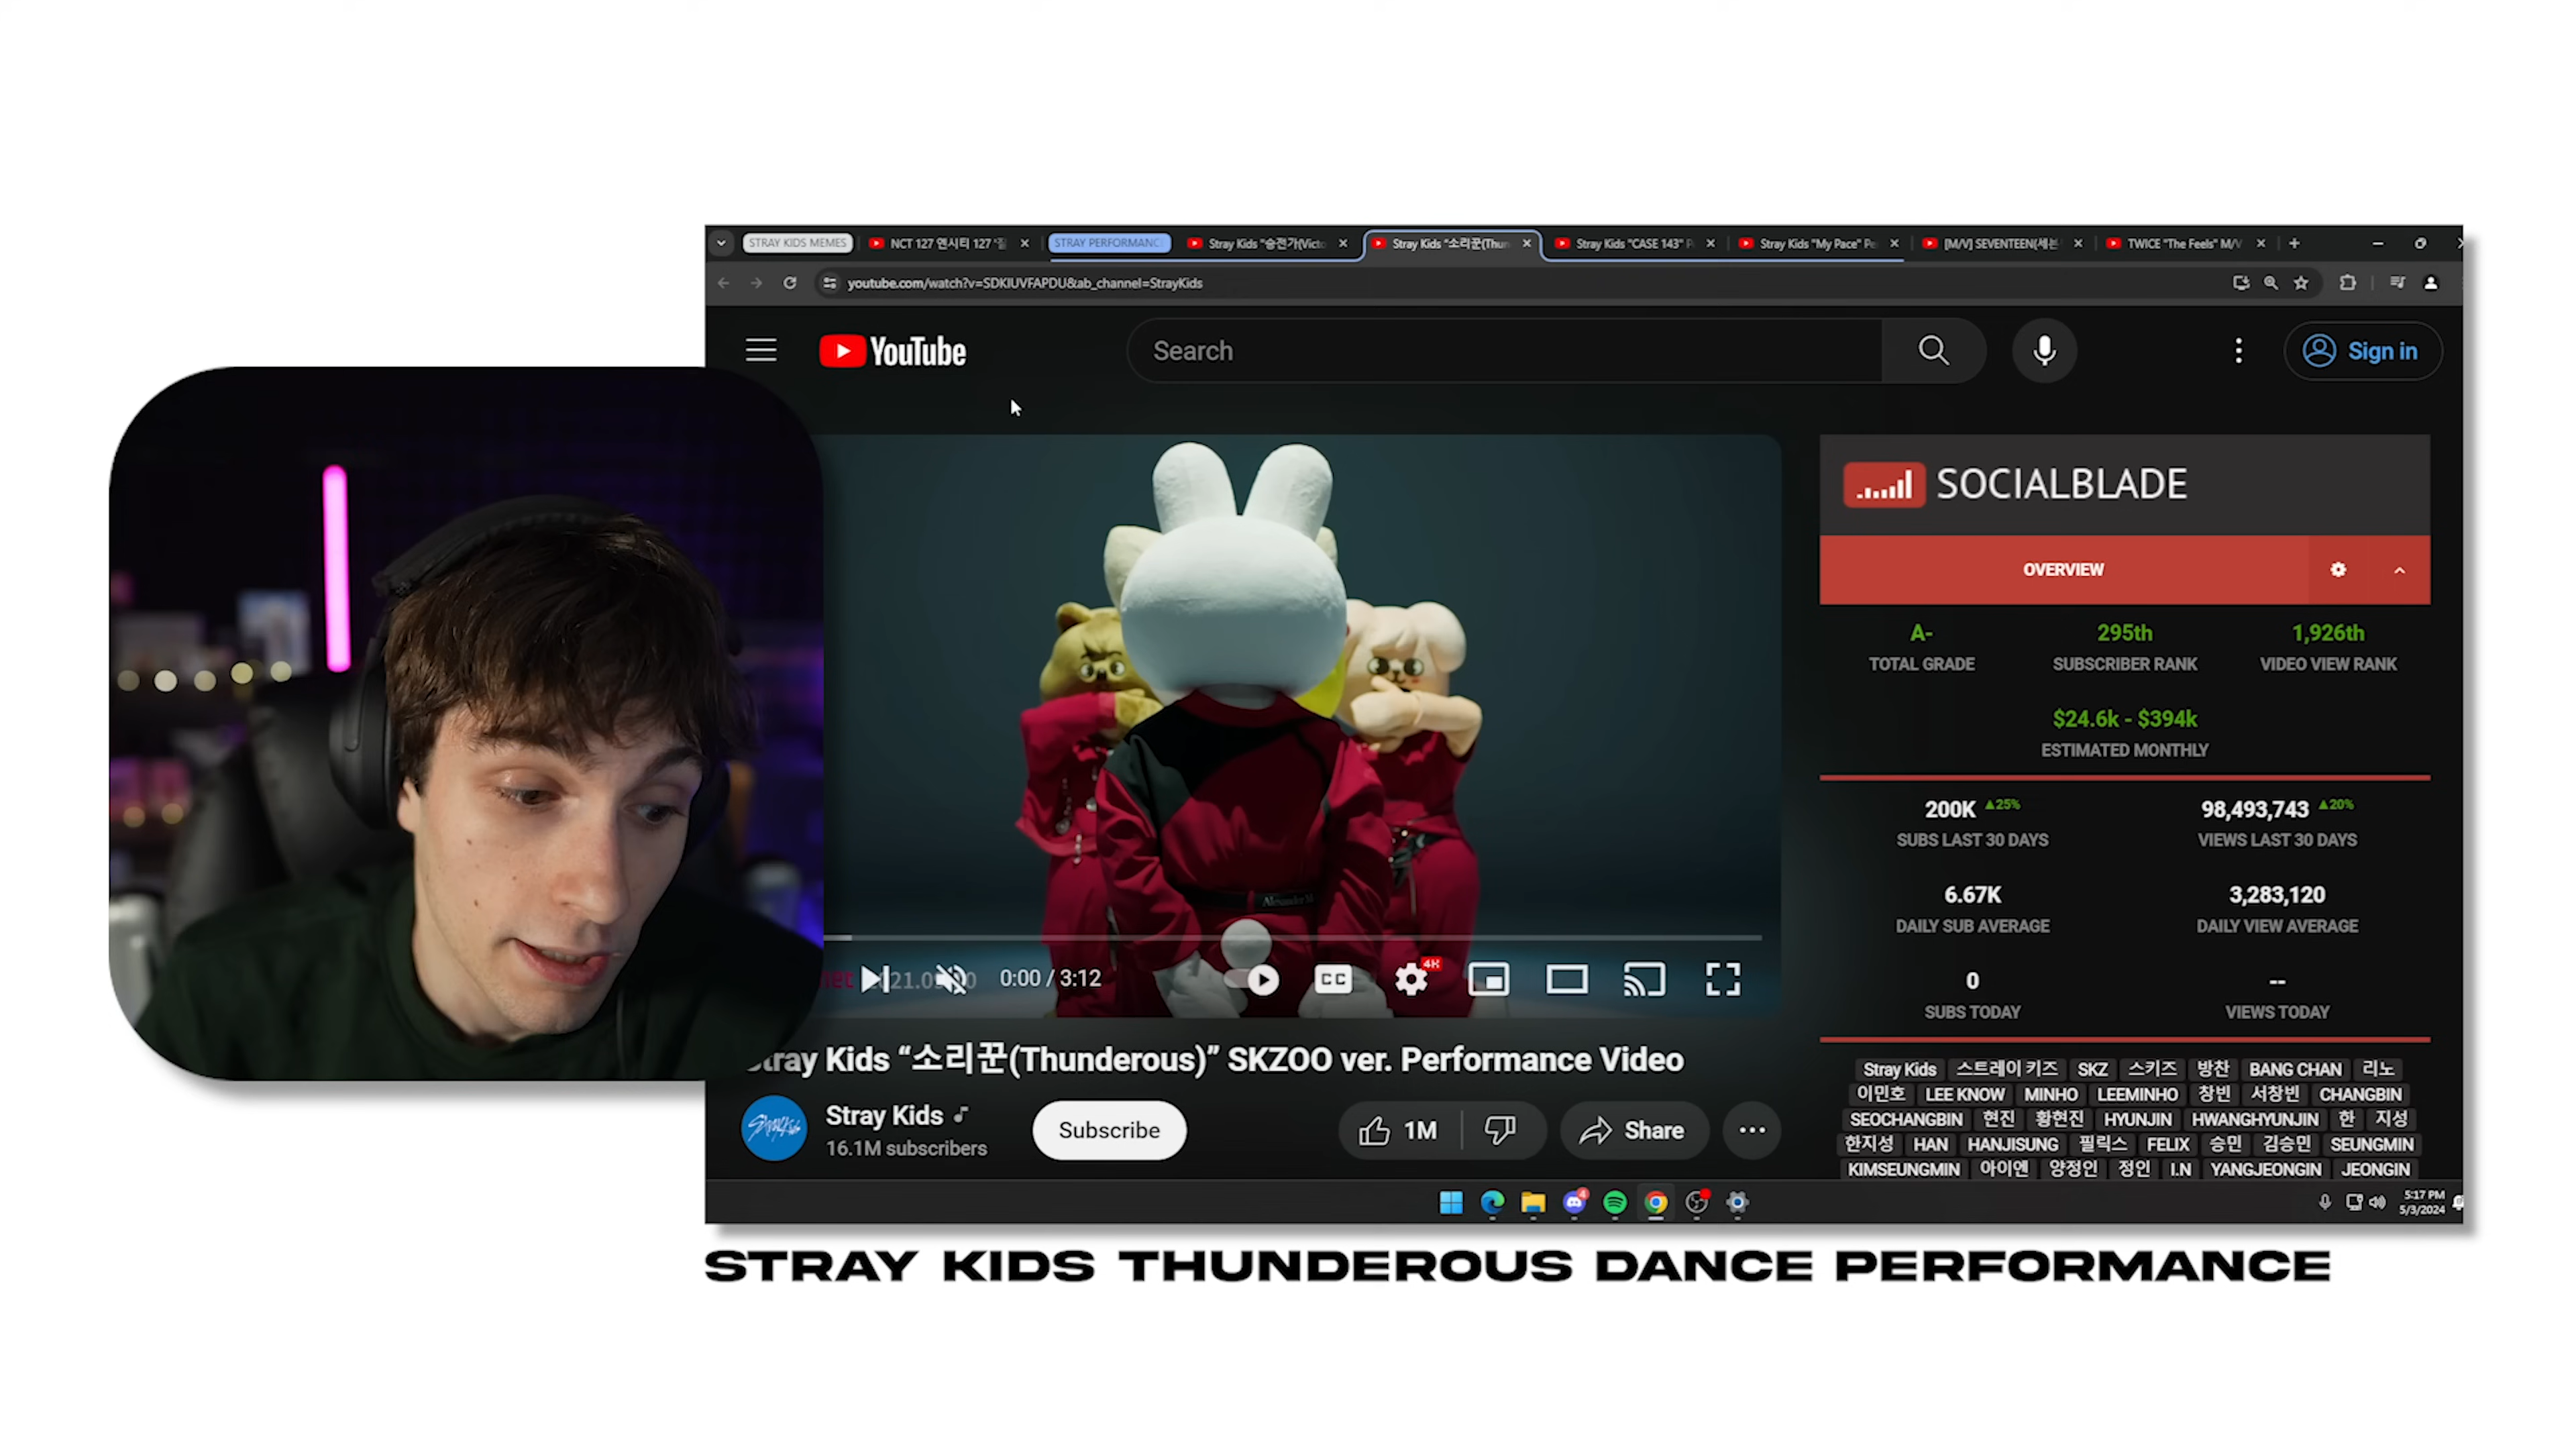 STRAY KIDS MEMES NCT 127 엔시티 127 STRAY PERFORMANC Stray Kids “승전가(Victo Stray Kids “소리꾼(Thun Stray Kids “CASE 143” P Stray Kids “My Pace” Pe [M/V] SEVENTEEN(세븐 TWICE “The Feels” M/V
youtube.com/watch?v=SDKIUVFAPDU&ab_channel=StrayKids
YouTube Search Sign in
SOCIALBLADE
OVERVIEW
A- 295th 1,926th
TOTAL GRADE SUBSCRIBER RANK VIDEO VIEW RANK
$24.6k - $394k
ESTIMATED MONTHLY
200K ▲25% 98,493,743 ▲20%
SUBS LAST 30 DAYS VIEWS LAST 30 DAYS
6.67K 3,283,120
DAILY SUB AVERAGE DAILY VIEW AVERAGE
0 --
SUBS TODAY VIEWS TODAY
Alexander M
0:00 / 3:12 CC 4K
Stray Kids “소리꾼(Thunderous)” SKZOO ver. Performance Video
Stray Kids
16.1M subscribers
Subscribe 1M Share
Stray Kids 스트레이 키즈 SKZ 스키즈 방찬 BANG CHAN 리노
이민호 LEE KNOW MINHO LEEMINHO 창빈 서창빈 CHANGBIN
SEOCHANGBIN 현진 황현진 HYUNJIN HWANGHYUNJIN 한 지성
한지성 HAN HANJISUNG 필릭스 FELIX 승민 김승민 SEUNGMIN
KIMSEUNGMIN 아이엔 양정인 정인 I.N YANGJEONGIN JEONGIN
4
5:17 PM
5/3/2024
STRAY KIDS THUNDEROUS DANCE PERFORMANCE